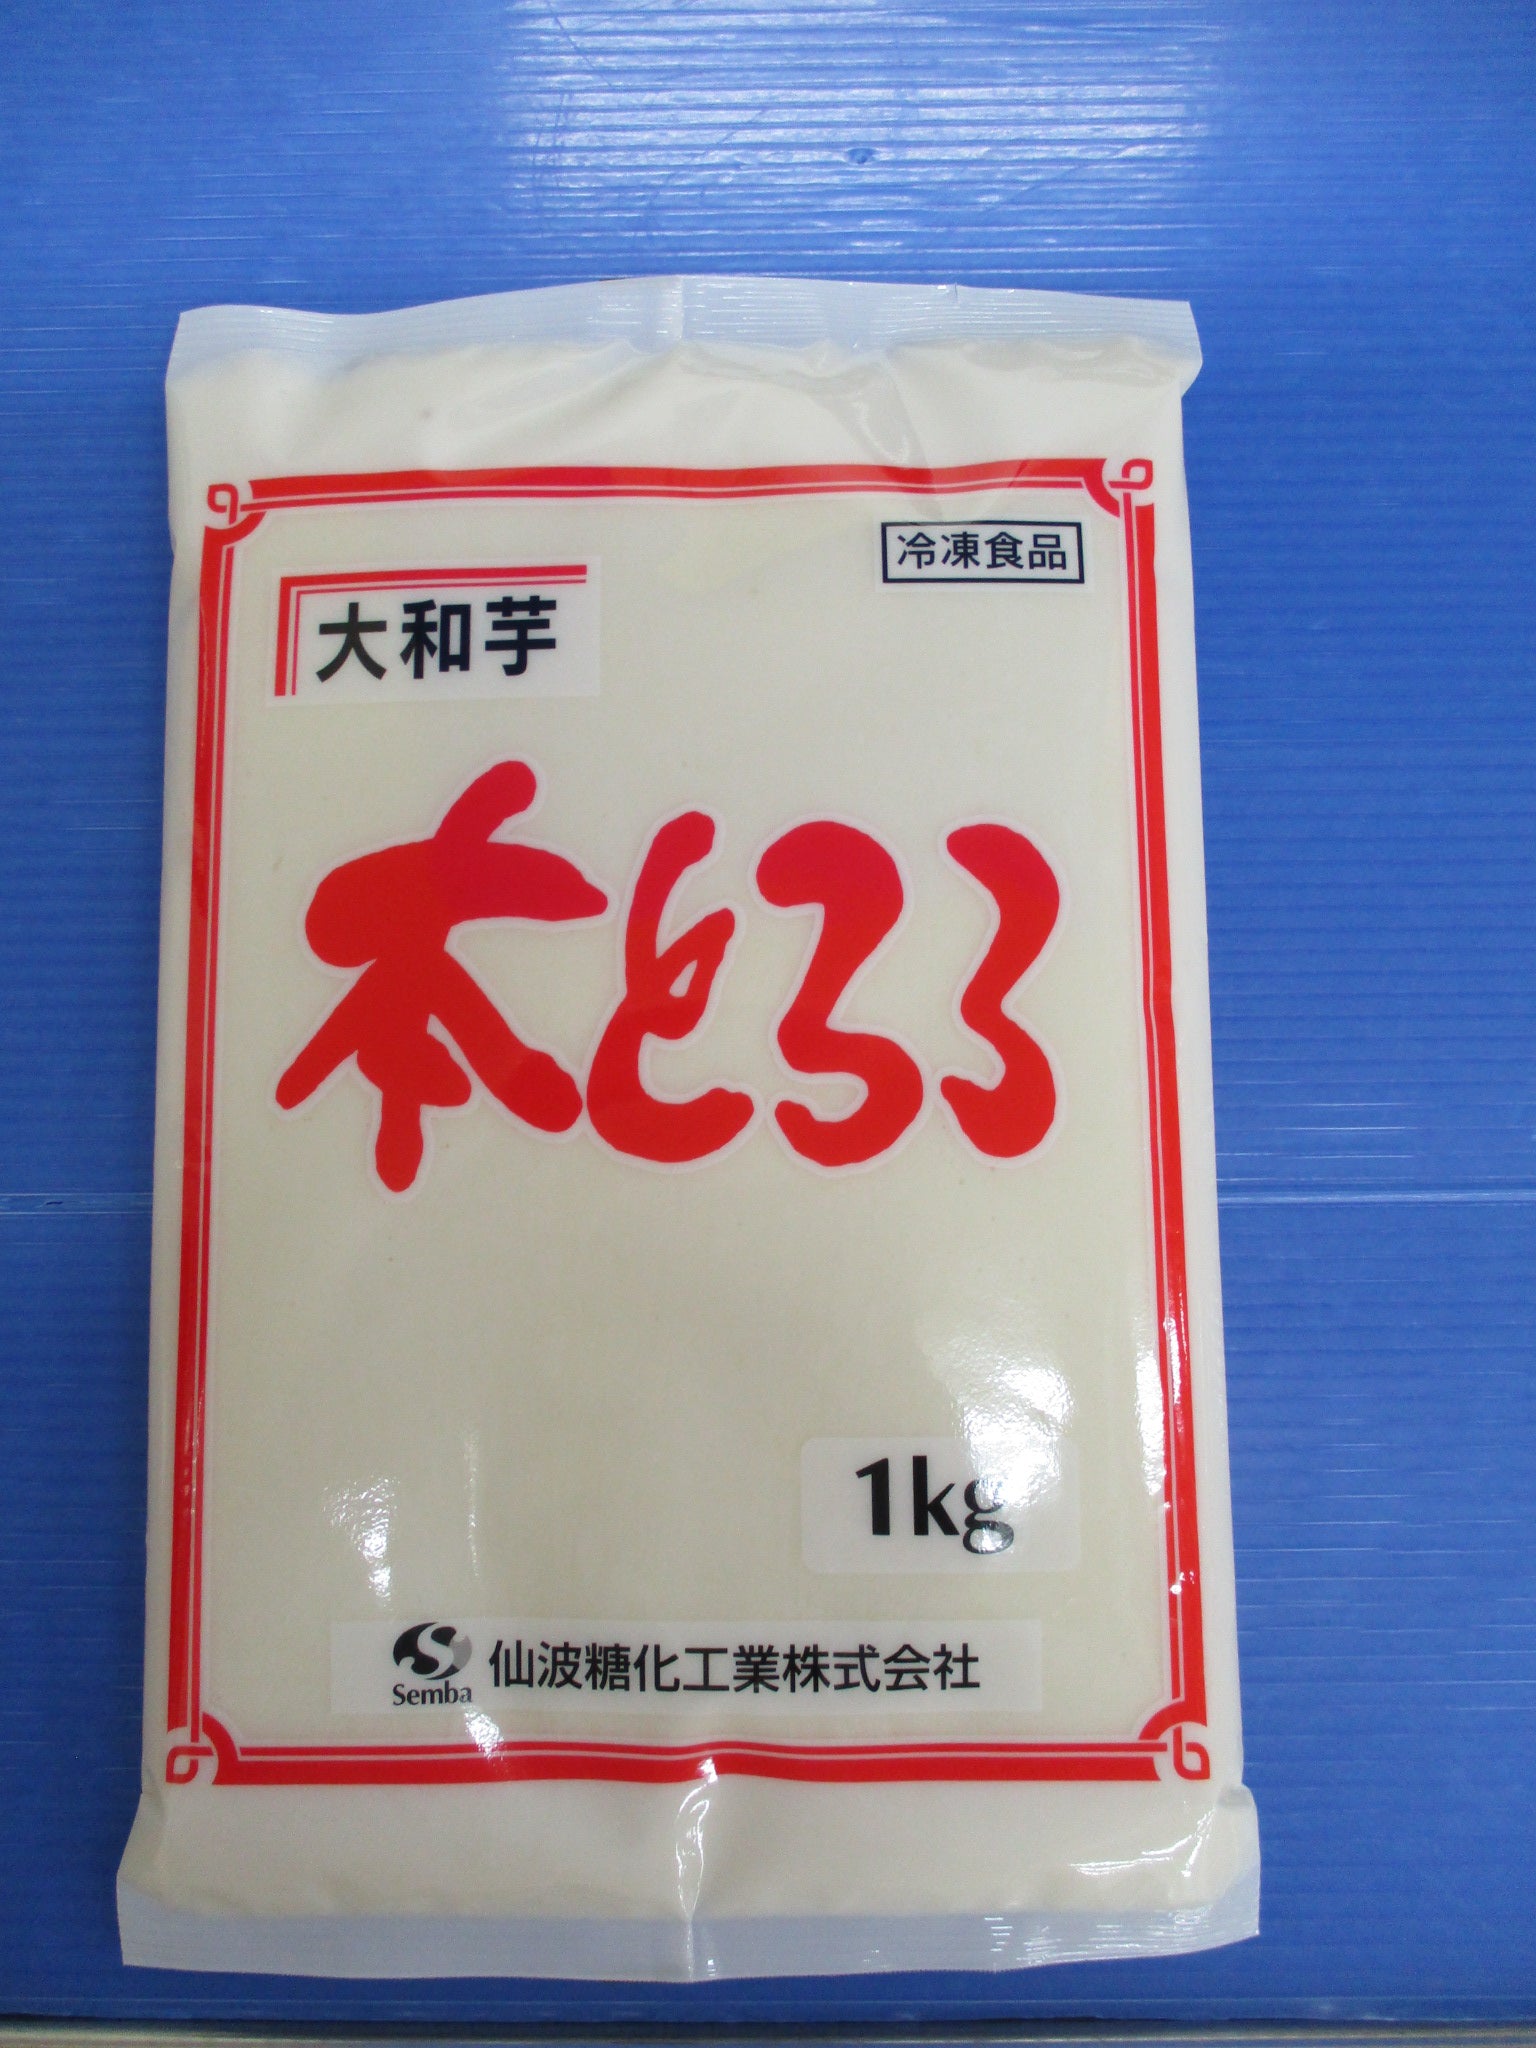 冷凍食品
大和芋
本とろろ
1kg
Semba
仙波糖化工業株式会社